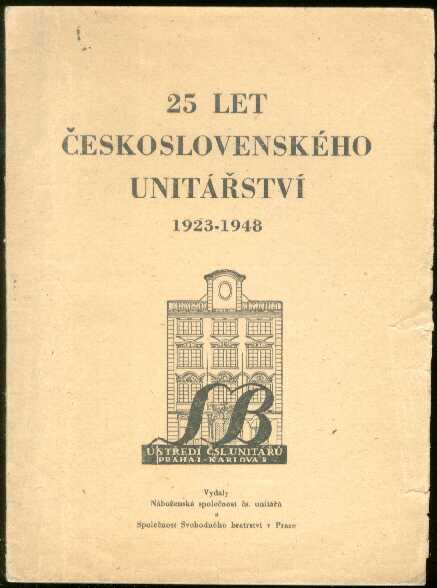 25 LET
ČESKOSLOVENSKÉHO
UNITÁŘSTVÍ
1923-1948
SB
ÚSTŘEDÍ ČSL. UNITÁŘŮ
PRAHA I - KARLOVA 8
Vydaly
Náboženská společnost čs. unitářů
a
Společnost Svobodného bratrství v Praze